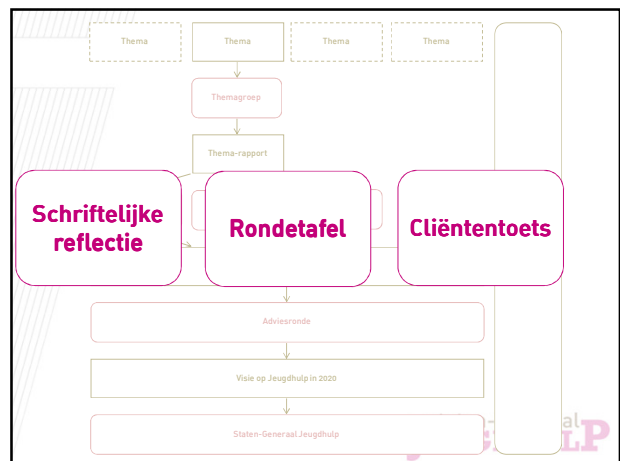 Thema
Thema
Thema
Thema
Themagroep
Thema-rapport
Schriftelijke
reflectie
Rondetafel
Cliëntentoets
Adviesronde
Visie op Jeugdhulp in 2020
Staten-Generaal Jeugdhulp